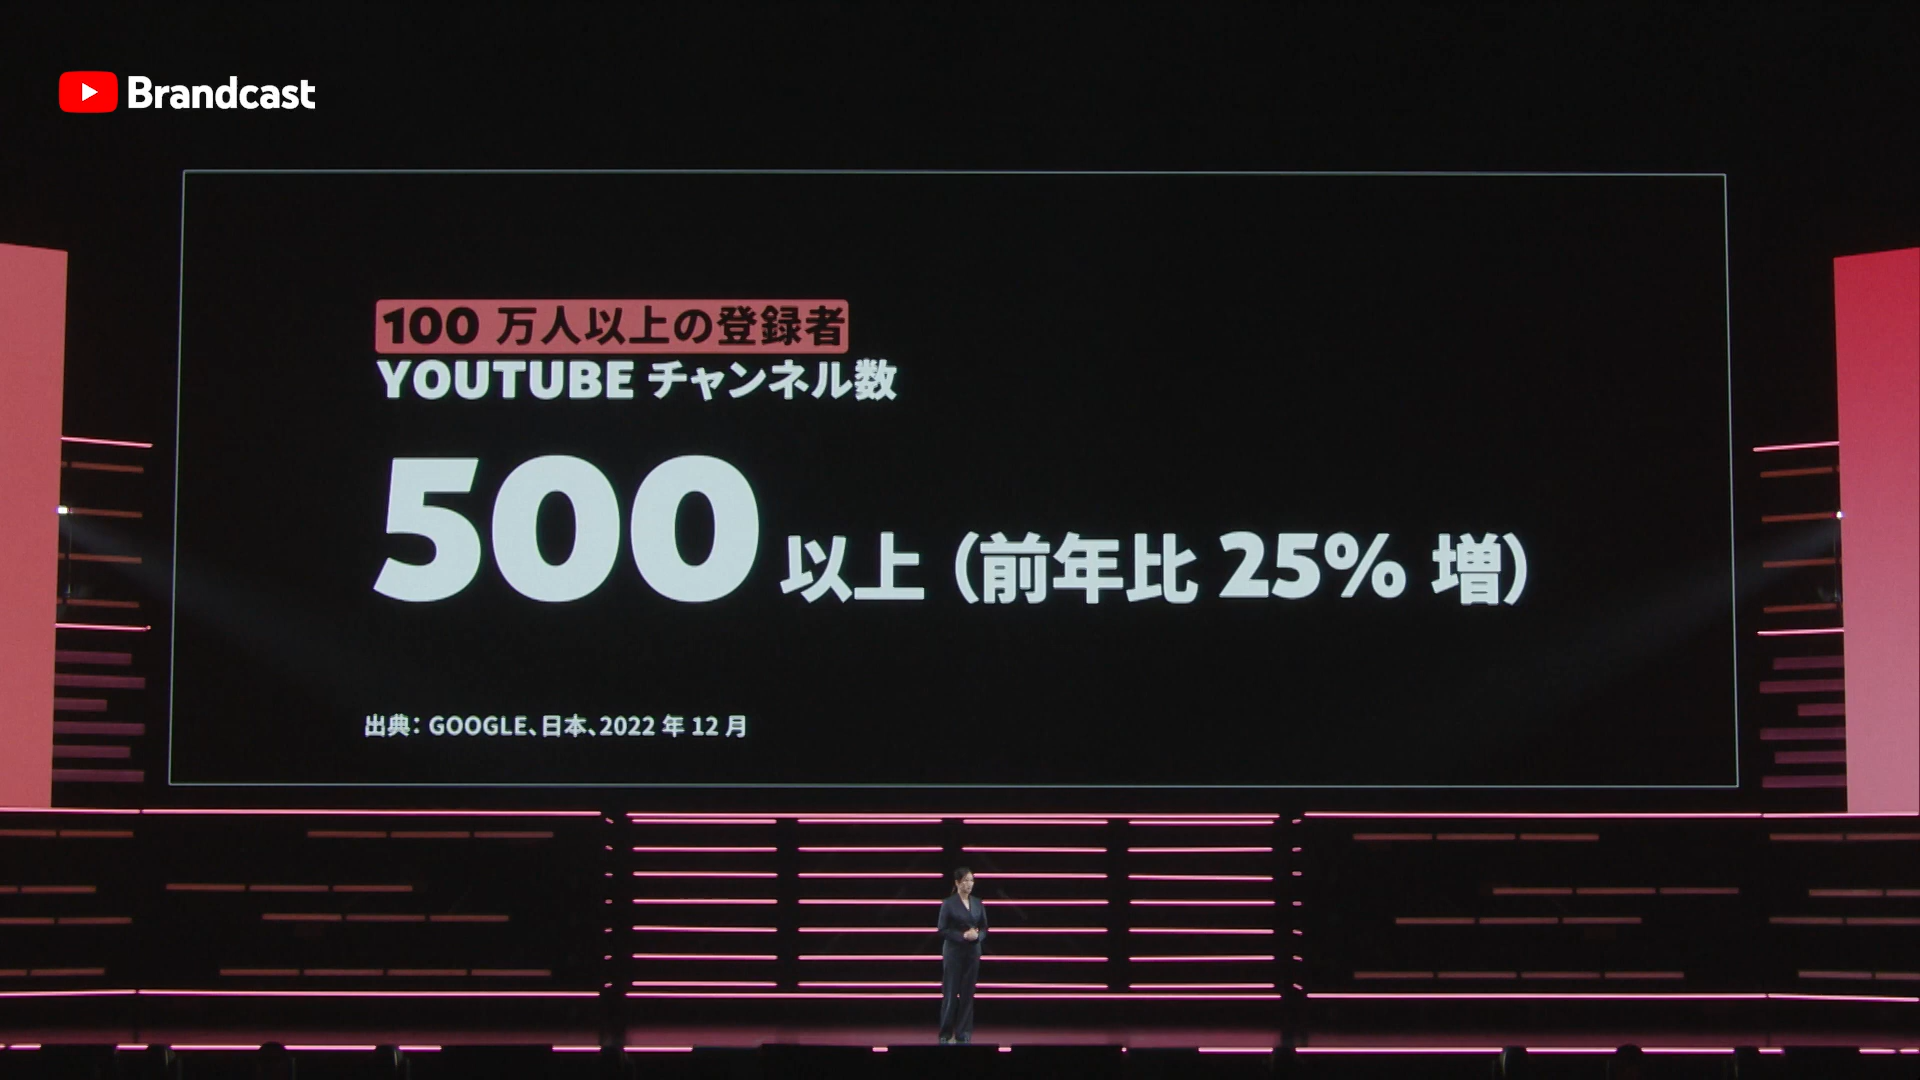 Brandcast
100 万人以上の登録者
YOUTUBE チャンネル数
500 以上（前年比 25% 増）
出典： GOOGLE、日本、2022 年 12 月